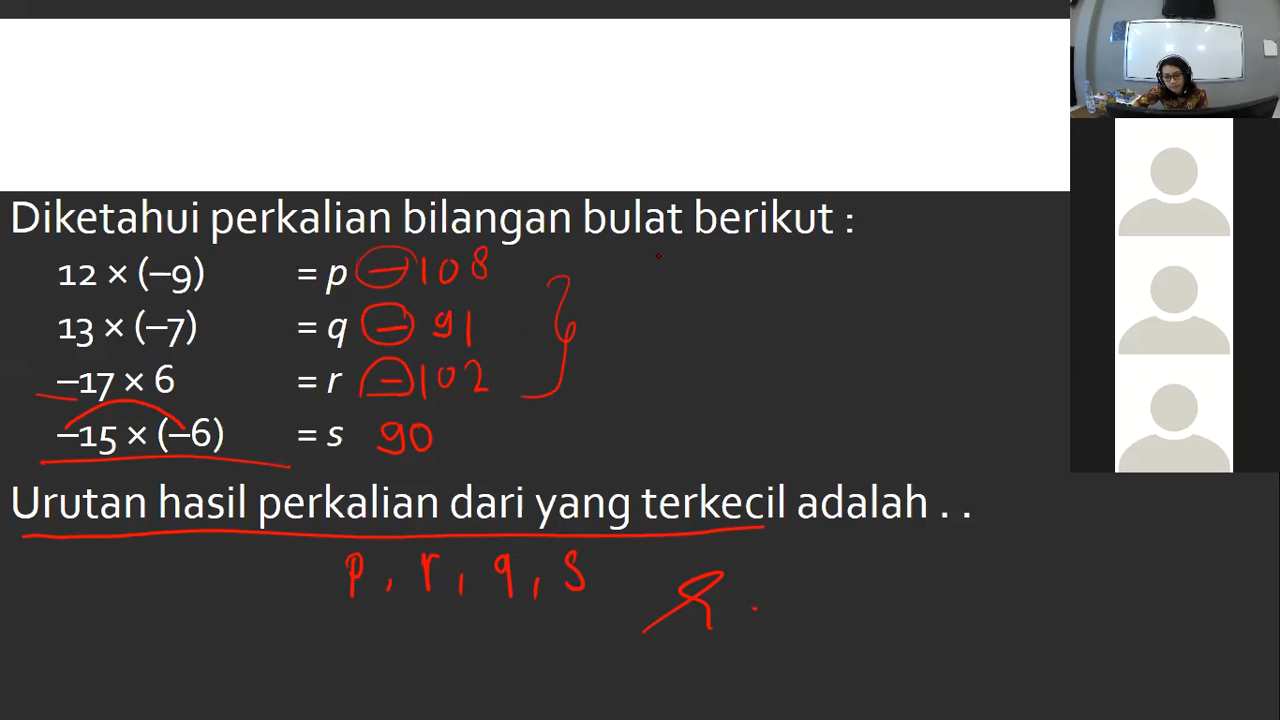 Diketahui perkalian bilangan bulat berikut :
12 × (–9) = p –108
13 × (–7) = q – 91
–17 × 6 = r –102
–15 × (–6) = s 90
Urutan hasil perkalian dari yang terkecil adalah . .
p, r, q, s